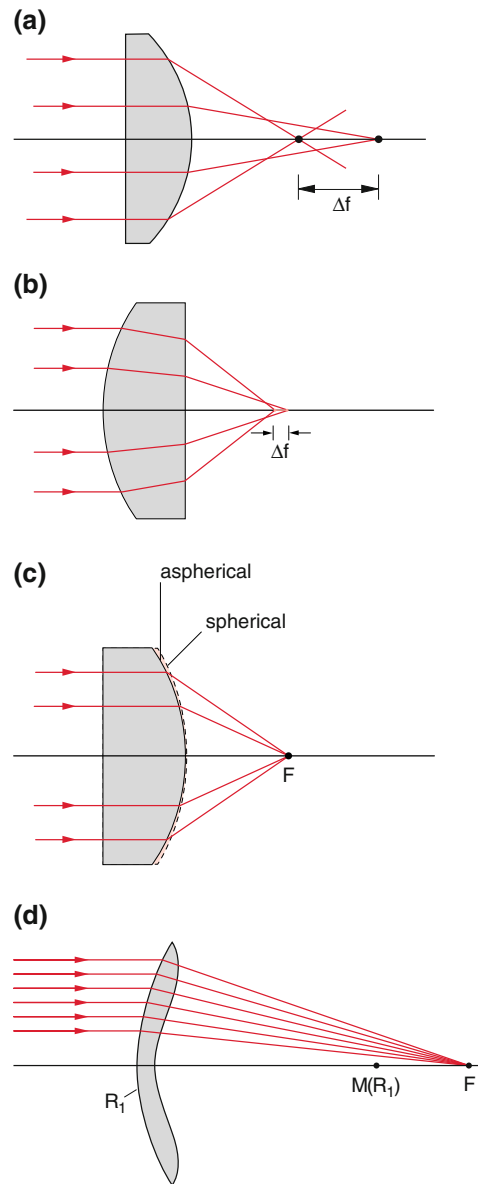 (a)
Δf
(b)
Δf
(c)
aspherical
spherical
F
(d)
R₁
M(R₁)
F